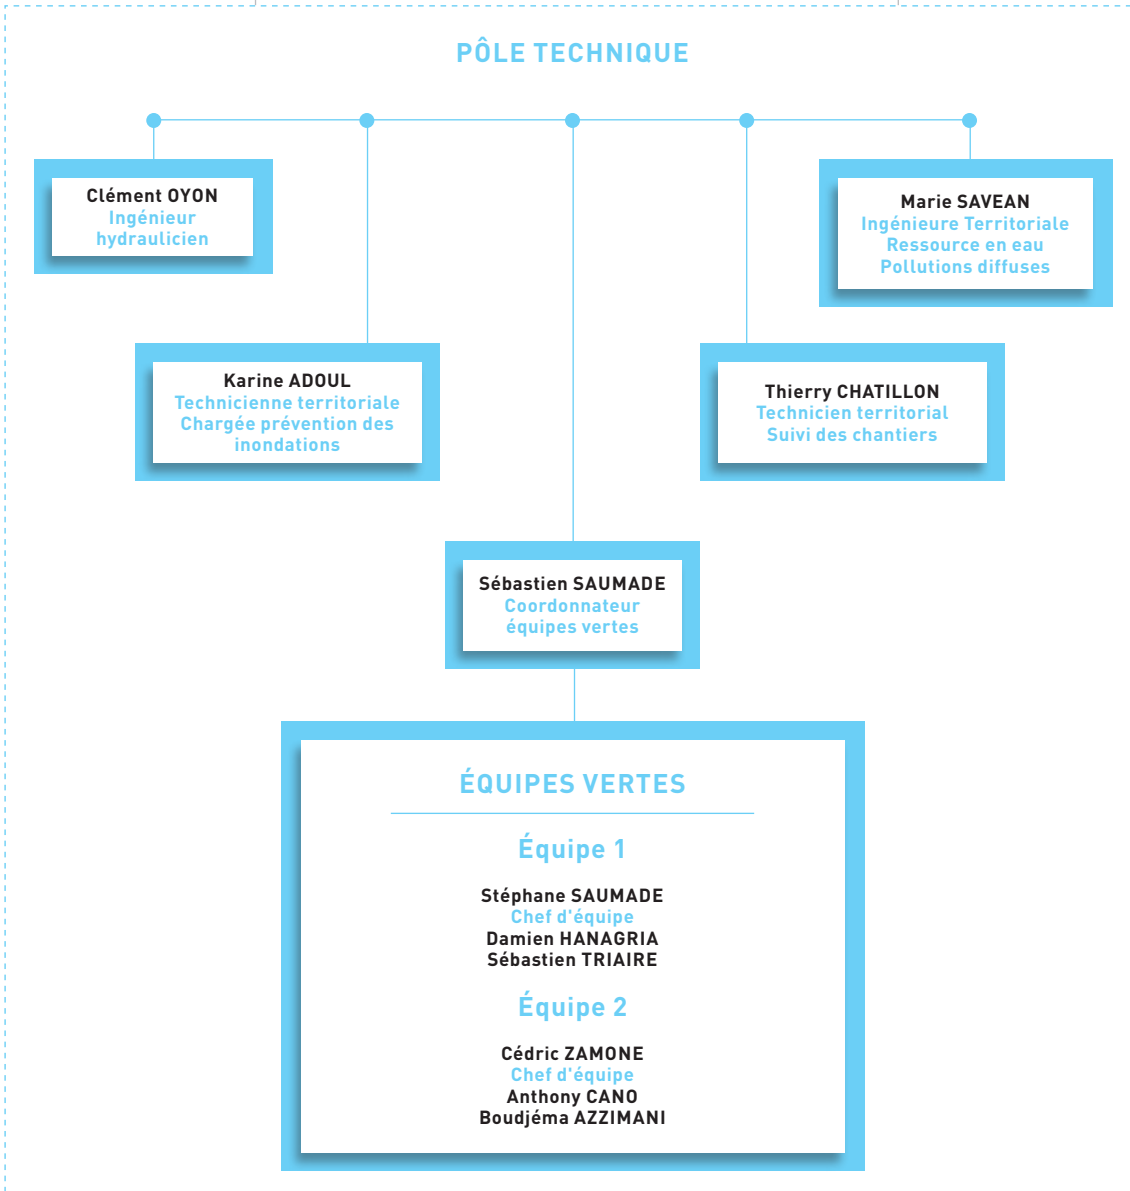 PÔLE TECHNIQUE
Clément OYON
Ingénieur
hydraulicien
Marie SAVEAN
Ingénieure Territoriale
Ressource en eau
Pollutions diffuses
Karine ADOUL
Technicienne territoriale
Chargée prévention des
inondations
Thierry CHATILLON
Technicien territorial
Suivi des chantiers
Sébastien SAUMADE
Coordonnateur
équipes vertes
ÉQUIPES VERTES
Équipe 1
Stéphane SAUMADE
Chef d'équipe
Damien HANAGRIA
Sébastien TRIAIRE
Équipe 2
Cédric ZAMONE
Chef d'équipe
Anthony CANO
Boudjéma AZZIMANI